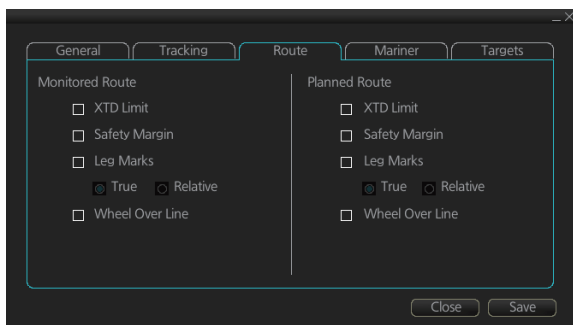 General Tracking Route Mariner Targets
Monitored Route
XTD Limit
Safety Margin
Leg Marks
True Relative
Wheel Over Line
Planned Route
XTD Limit
Safety Margin
Leg Marks
True Relative
Wheel Over Line
Close Save